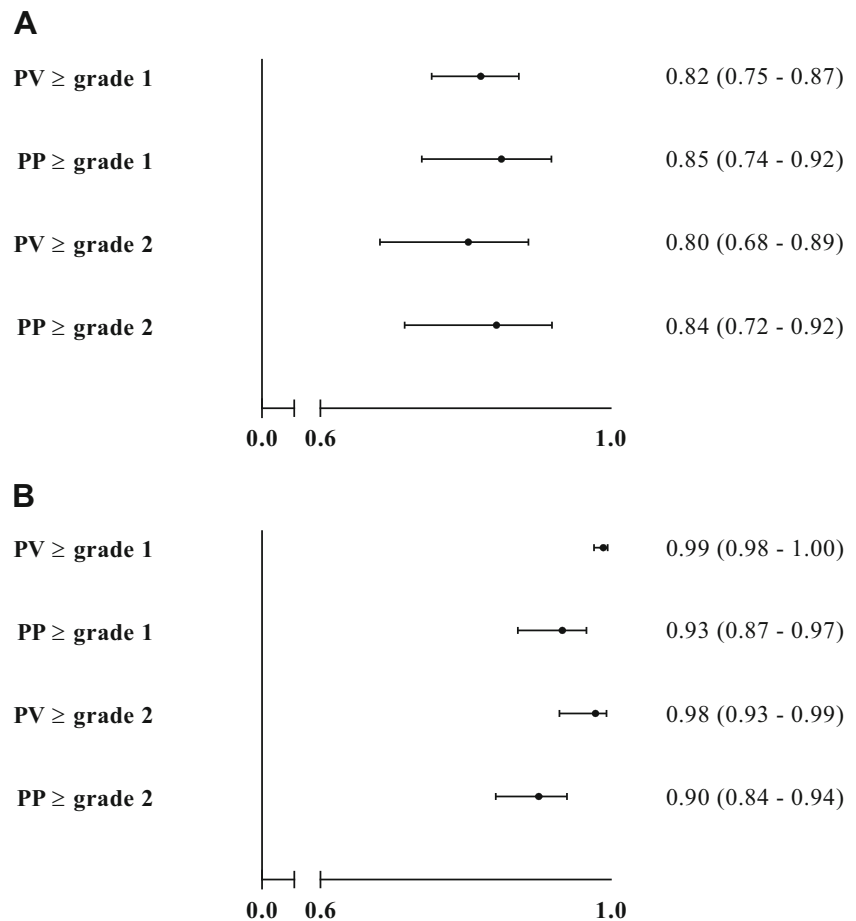 A
PV ≥ grade 1 0.82 (0.75 - 0.87)
PP ≥ grade 1 0.85 (0.74 - 0.92)
PV ≥ grade 2 0.80 (0.68 - 0.89)
PP ≥ grade 2 0.84 (0.72 - 0.92)
0.0 0.6 1.0
B
PV ≥ grade 1 0.99 (0.98 - 1.00)
PP ≥ grade 1 0.93 (0.87 - 0.97)
PV ≥ grade 2 0.98 (0.93 - 0.99)
PP ≥ grade 2 0.90 (0.84 - 0.94)
0.0 0.6 1.0